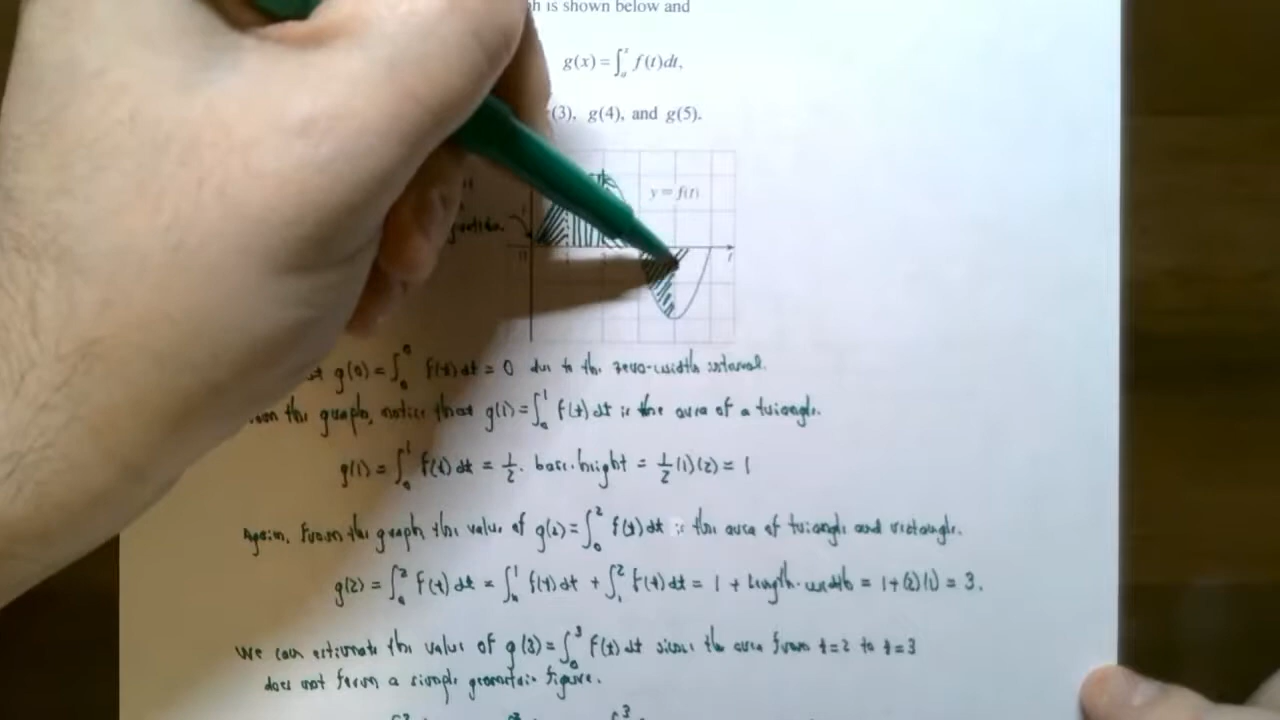 h is shown below and
g(x) = ∫₀ˣ f(t)dt,
(3), g(4), and g(5).
y = f(t)
t
g(0) = ∫₀⁰ f(t) dt = 0 due to the zero-width interval.
the graph, notice that g(1) = ∫₀¹ f(t) dt is the area of a triangle.
g(1) = ∫₀¹ f(t) dt = 1/2 · base·height = 1/2 (1)(2) = 1
Again, From the graph the value of g(2) = ∫₀² f(t) dt is the area of triangle and rectangle.
g(2) = ∫₀² f(t) dt = ∫₀¹ f(t) dt + ∫₁² f(t) dt = 1 + length·width = 1+(2)(1) = 3.
We can estimate the value of g(3) = ∫₀³ f(t) dt since the area from t=2 to t=3
does not form a simple geometric figure.